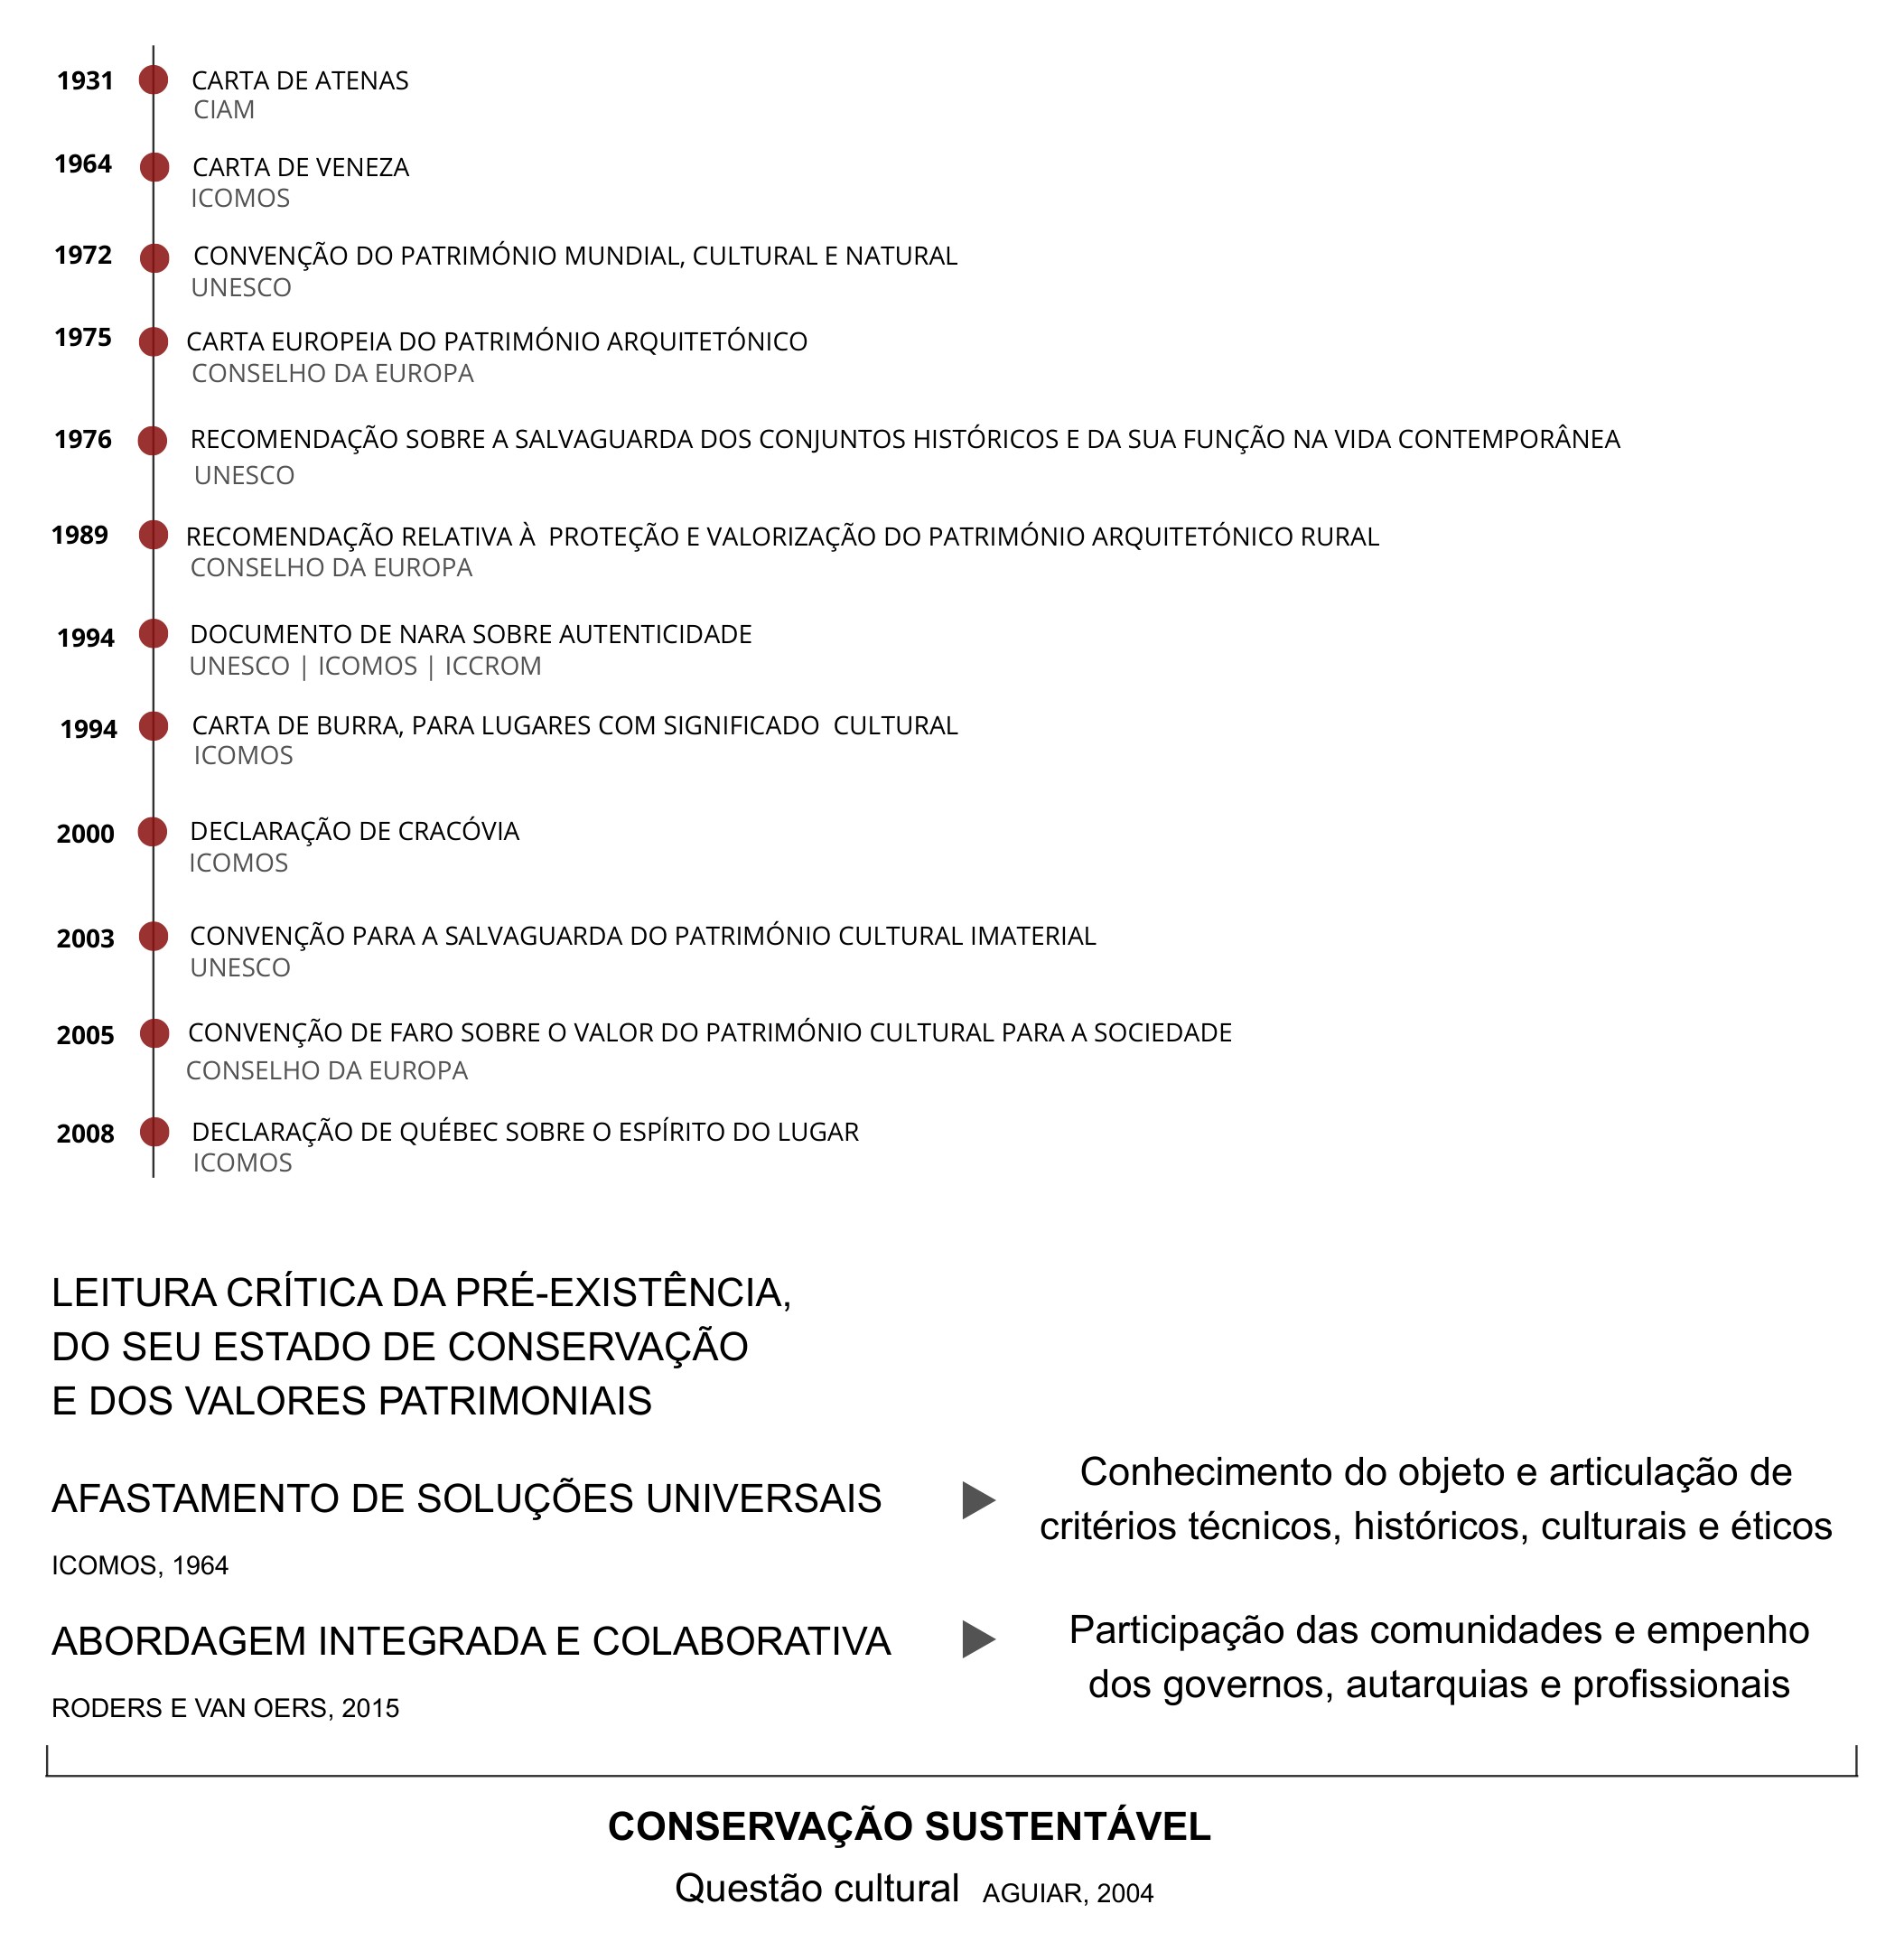 1931
CARTA DE ATENAS
CIAM
1964
CARTA DE VENEZA
ICOMOS
1972
CONVENÇÃO DO PATRIMÓNIO MUNDIAL, CULTURAL E NATURAL
UNESCO
1975
CARTA EUROPEIA DO PATRIMÓNIO ARQUITETÓNICO
CONSELHO DA EUROPA
1976
RECOMENDAÇÃO SOBRE A SALVAGUARDA DOS CONJUNTOS HISTÓRICOS E DA SUA FUNÇÃO NA VIDA CONTEMPORÂNEA
UNESCO
1989
RECOMENDAÇÃO RELATIVA À PROTEÇÃO E VALORIZAÇÃO DO PATRIMÓNIO ARQUITETÓNICO RURAL
CONSELHO DA EUROPA
1994
DOCUMENTO DE NARA SOBRE AUTENTICIDADE
UNESCO | ICOMOS | ICCROM
1994
CARTA DE BURRA, PARA LUGARES COM SIGNIFICADO CULTURAL
ICOMOS
2000
DECLARAÇÃO DE CRACÓVIA
ICOMOS
2003
CONVENÇÃO PARA A SALVAGUARDA DO PATRIMÓNIO CULTURAL IMATERIAL
UNESCO
2005
CONVENÇÃO DE FARO SOBRE O VALOR DO PATRIMÓNIO CULTURAL PARA A SOCIEDADE
CONSELHO DA EUROPA
2008
DECLARAÇÃO DE QUÉBEC SOBRE O ESPÍRITO DO LUGAR
ICOMOS
LEITURA CRÍTICA DA PRÉ-EXISTÊNCIA,
DO SEU ESTADO DE CONSERVAÇÃO
E DOS VALORES PATRIMONIAIS
AFASTAMENTO DE SOLUÇÕES UNIVERSAIS
ICOMOS, 1964
Conhecimento do objeto e articulação de
critérios técnicos, históricos, culturais e éticos
ABORDAGEM INTEGRADA E COLABORATIVA
RODERS E VAN OERS, 2015
Participação das comunidades e empenho
dos governos, autarquias e profissionais
CONSERVAÇÃO SUSTENTÁVEL
Questão cultural AGUIAR, 2004